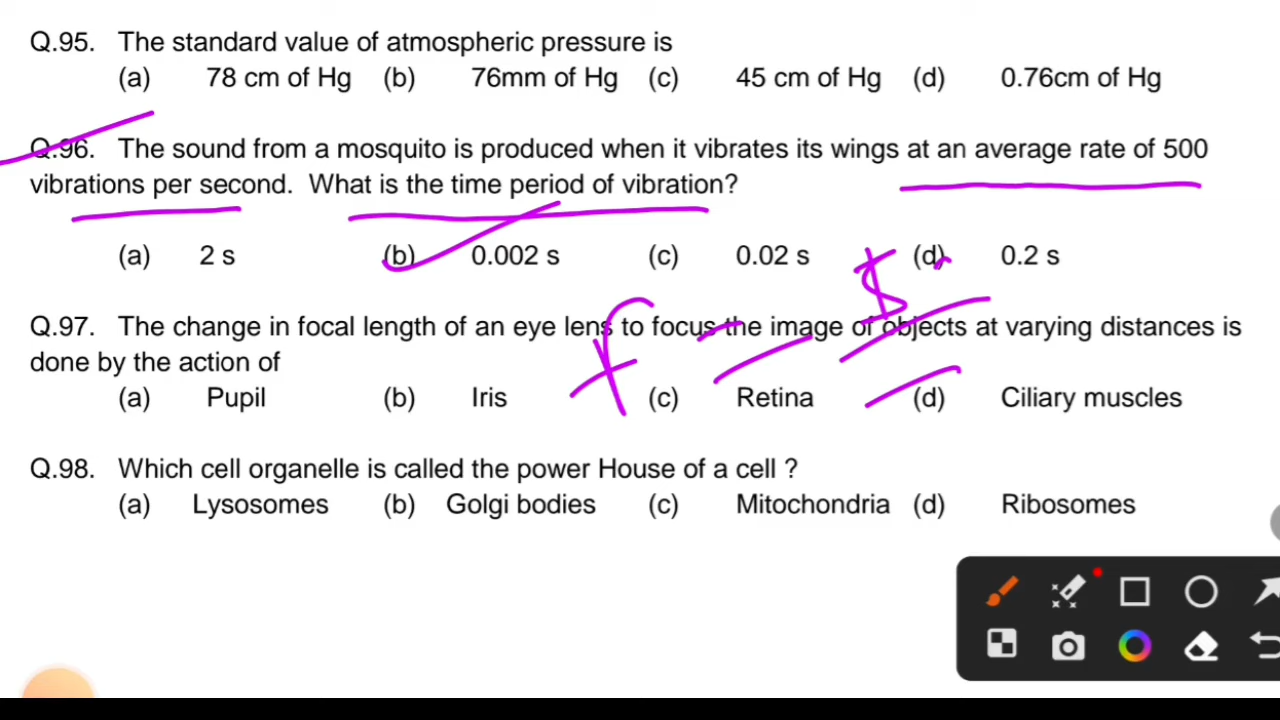 Q.95. The standard value of atmospheric pressure is
(a) 78 cm of Hg (b) 76mm of Hg (c) 45 cm of Hg (d) 0.76cm of Hg
Q.96. The sound from a mosquito is produced when it vibrates its wings at an average rate of 500
vibrations per second. What is the time period of vibration?
(a) 2 s (b) 0.002 s (c) 0.02 s (d) 0.2 s
Q.97. The change in focal length of an eye lens to focus the image of objects at varying distances is
done by the action of
(a) Pupil (b) Iris (c) Retina (d) Ciliary muscles
Q.98. Which cell organelle is called the power House of a cell ?
(a) Lysosomes (b) Golgi bodies (c) Mitochondria (d) Ribosomes